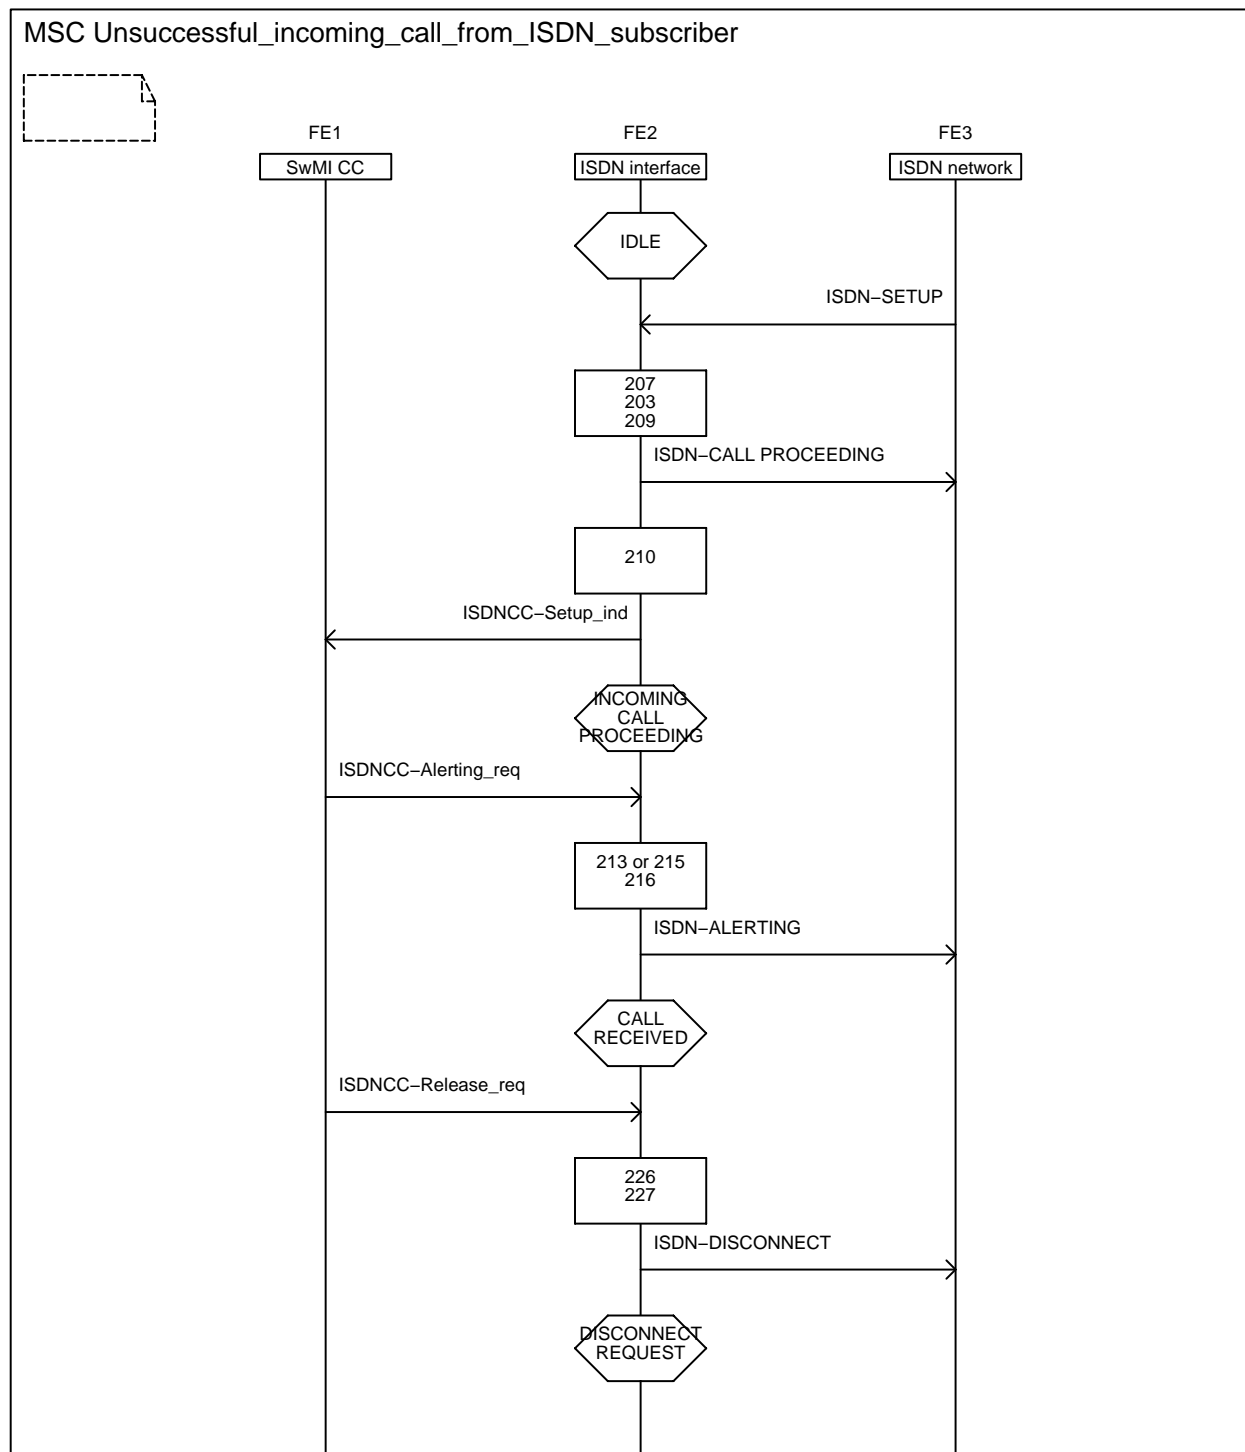 MSC Unsuccessful_incoming_call_from_ISDN_subscriber
FE1
FE2
FE3
SwMI CC
ISDN interface
ISDN network
IDLE
ISDN−SETUP
207
203
209
ISDN−CALL PROCEEDING
210
ISDNCC−Setup_ind
INCOMING
CALL
PROCEEDING
ISDNCC−Alerting_req
213 or 215
216
ISDN−ALERTING
CALL
RECEIVED
ISDNCC−Release_req
226
227
ISDN−DISCONNECT
DISCONNECT
REQUEST